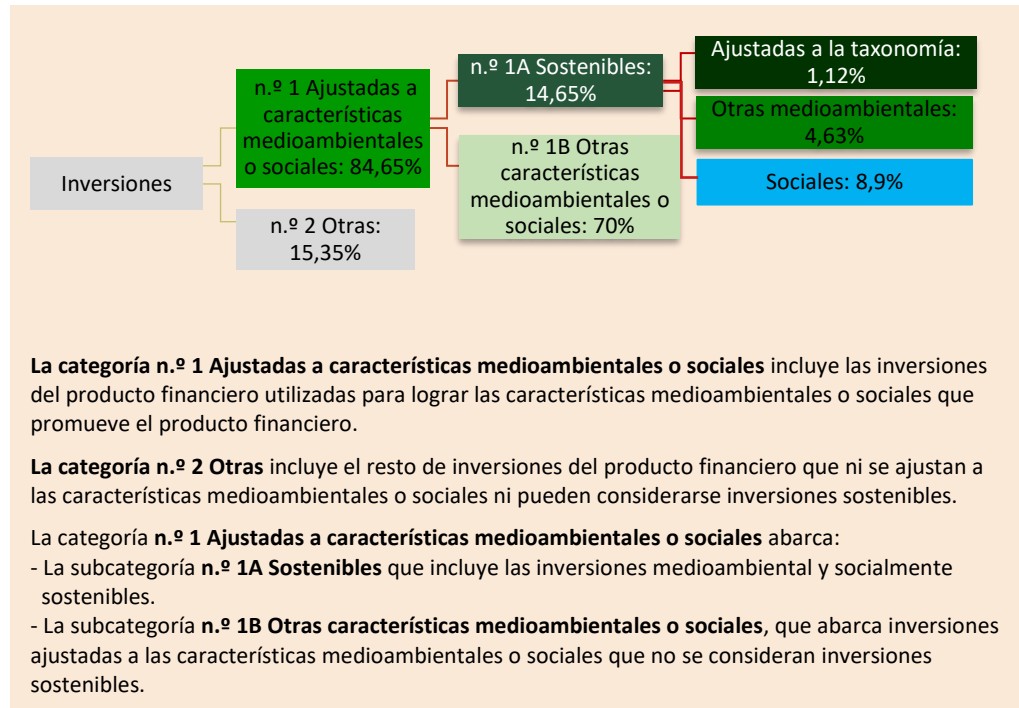 Inversiones
n.º 1 Ajustadas a
características
medioambientales
o sociales: 84,65%
n.º 2 Otras:
15,35%
n.º 1A Sostenibles:
14,65%
n.º 1B Otras
características
medioambientales o
sociales: 70%
Ajustadas a la taxonomía:
1,12%
Otras medioambientales:
4,63%
Sociales: 8,9%
La categoría n.º 1 Ajustadas a características medioambientales o sociales incluye las inversiones
del producto financiero utilizadas para lograr las características medioambientales o sociales que
promueve el producto financiero.
La categoría n.º 2 Otras incluye el resto de inversiones del producto financiero que ni se ajustan a
las características medioambientales o sociales ni pueden considerarse inversiones sostenibles.
La categoría n.º 1 Ajustadas a características medioambientales o sociales abarca:
- La subcategoría n.º 1A Sostenibles que incluye las inversiones medioambiental y socialmente
sostenibles.
- La subcategoría n.º 1B Otras características medioambientales o sociales, que abarca inversiones
ajustadas a las características medioambientales o sociales que no se consideran inversiones
sostenibles.